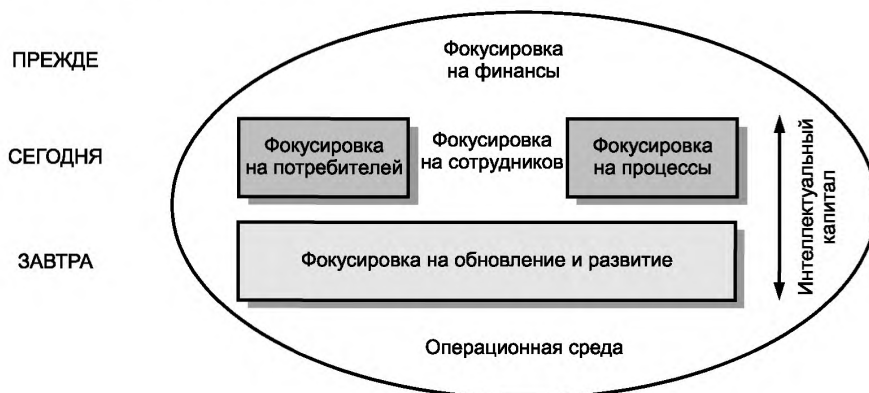 ПРЕЖДЕ
Фокусировка
на финансы
СЕГОДНЯ
Фокусировка
на потребителей
Фокусировка
на сотрудников
Фокусировка
на процессы
Интеллектуальный
капитал
ЗАВТРА
Фокусировка на обновление и развитие
Операционная среда